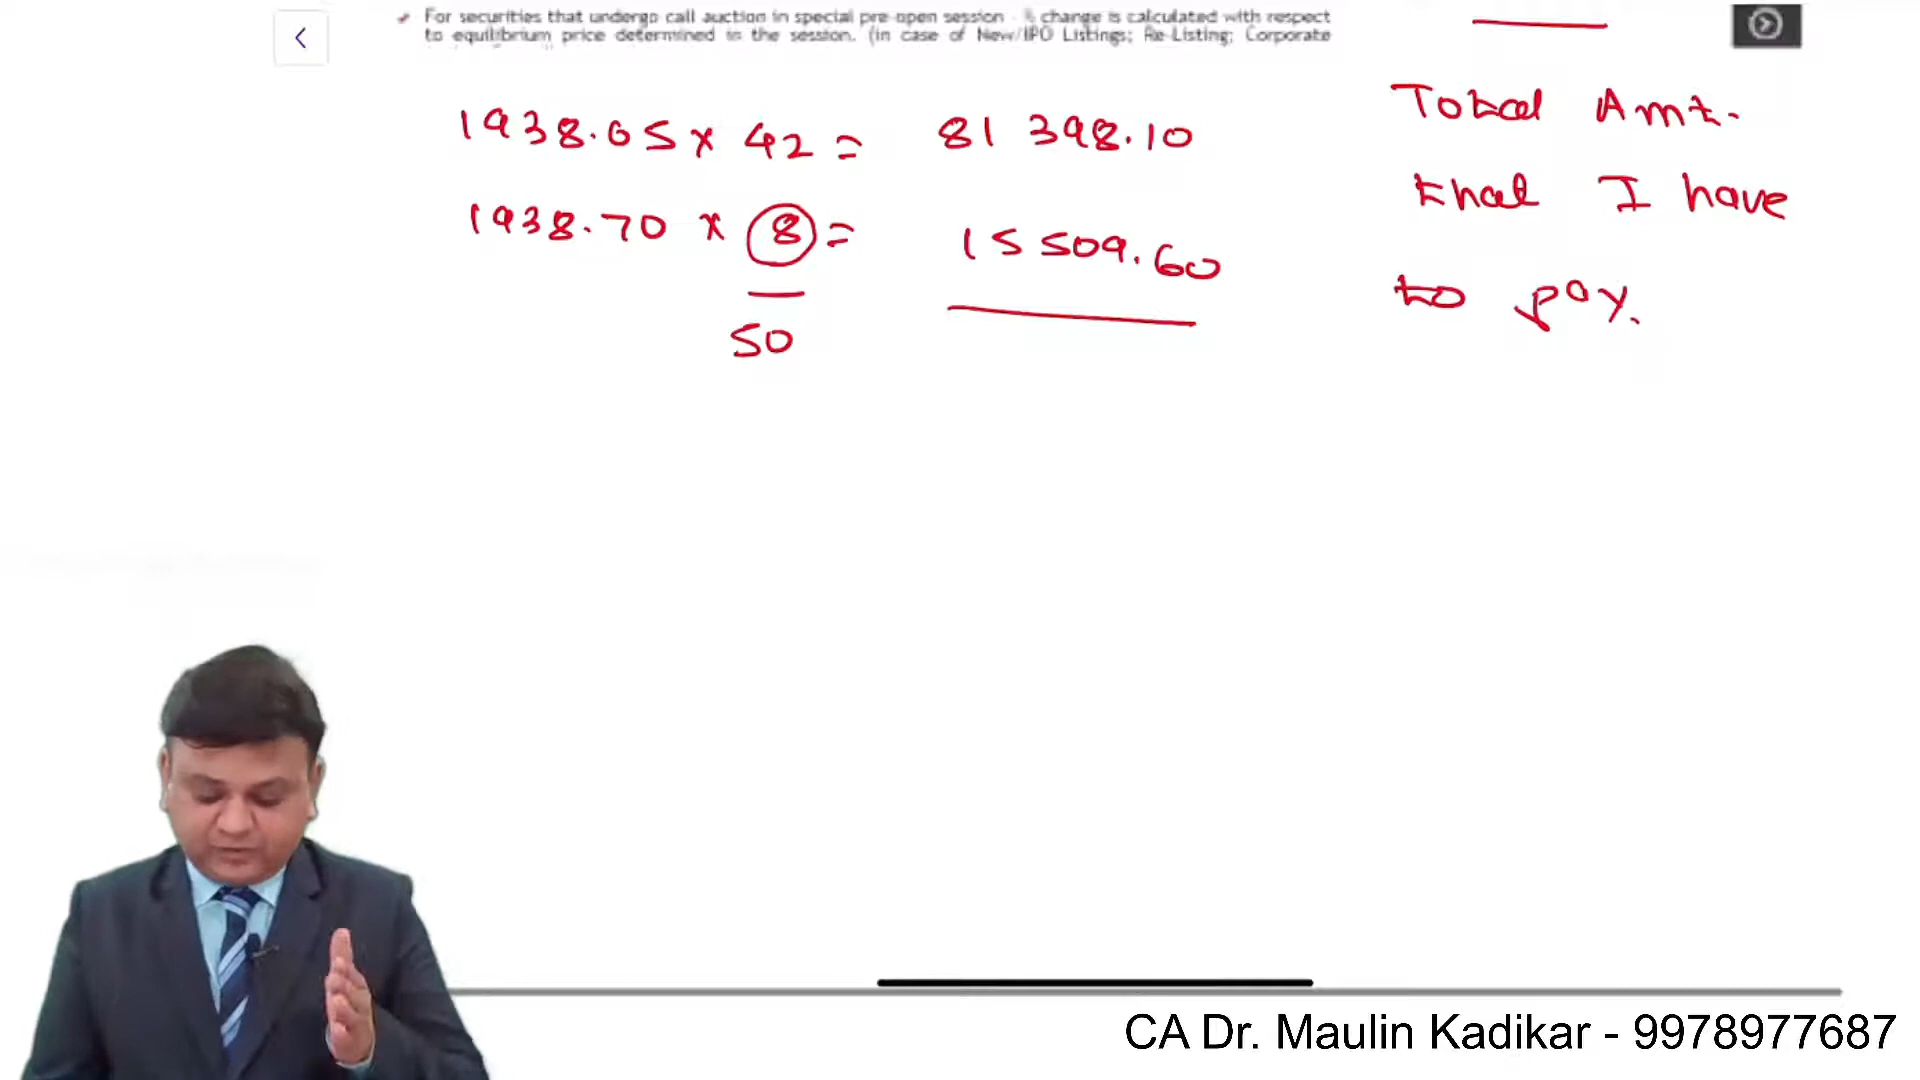 For securities that undergo call auction in special pre-open session - % change is calculated with respect
to equilibrium price determined in the session. (in case of New/IPO Listings; Re-Listing; Corporate
1938.05 x 42 = 81 398.10
1938.70 x 8 = 15 509.60
50
Total Amt.
that I have
to pay.
CA Dr. Maulin Kadikar - 9978977687